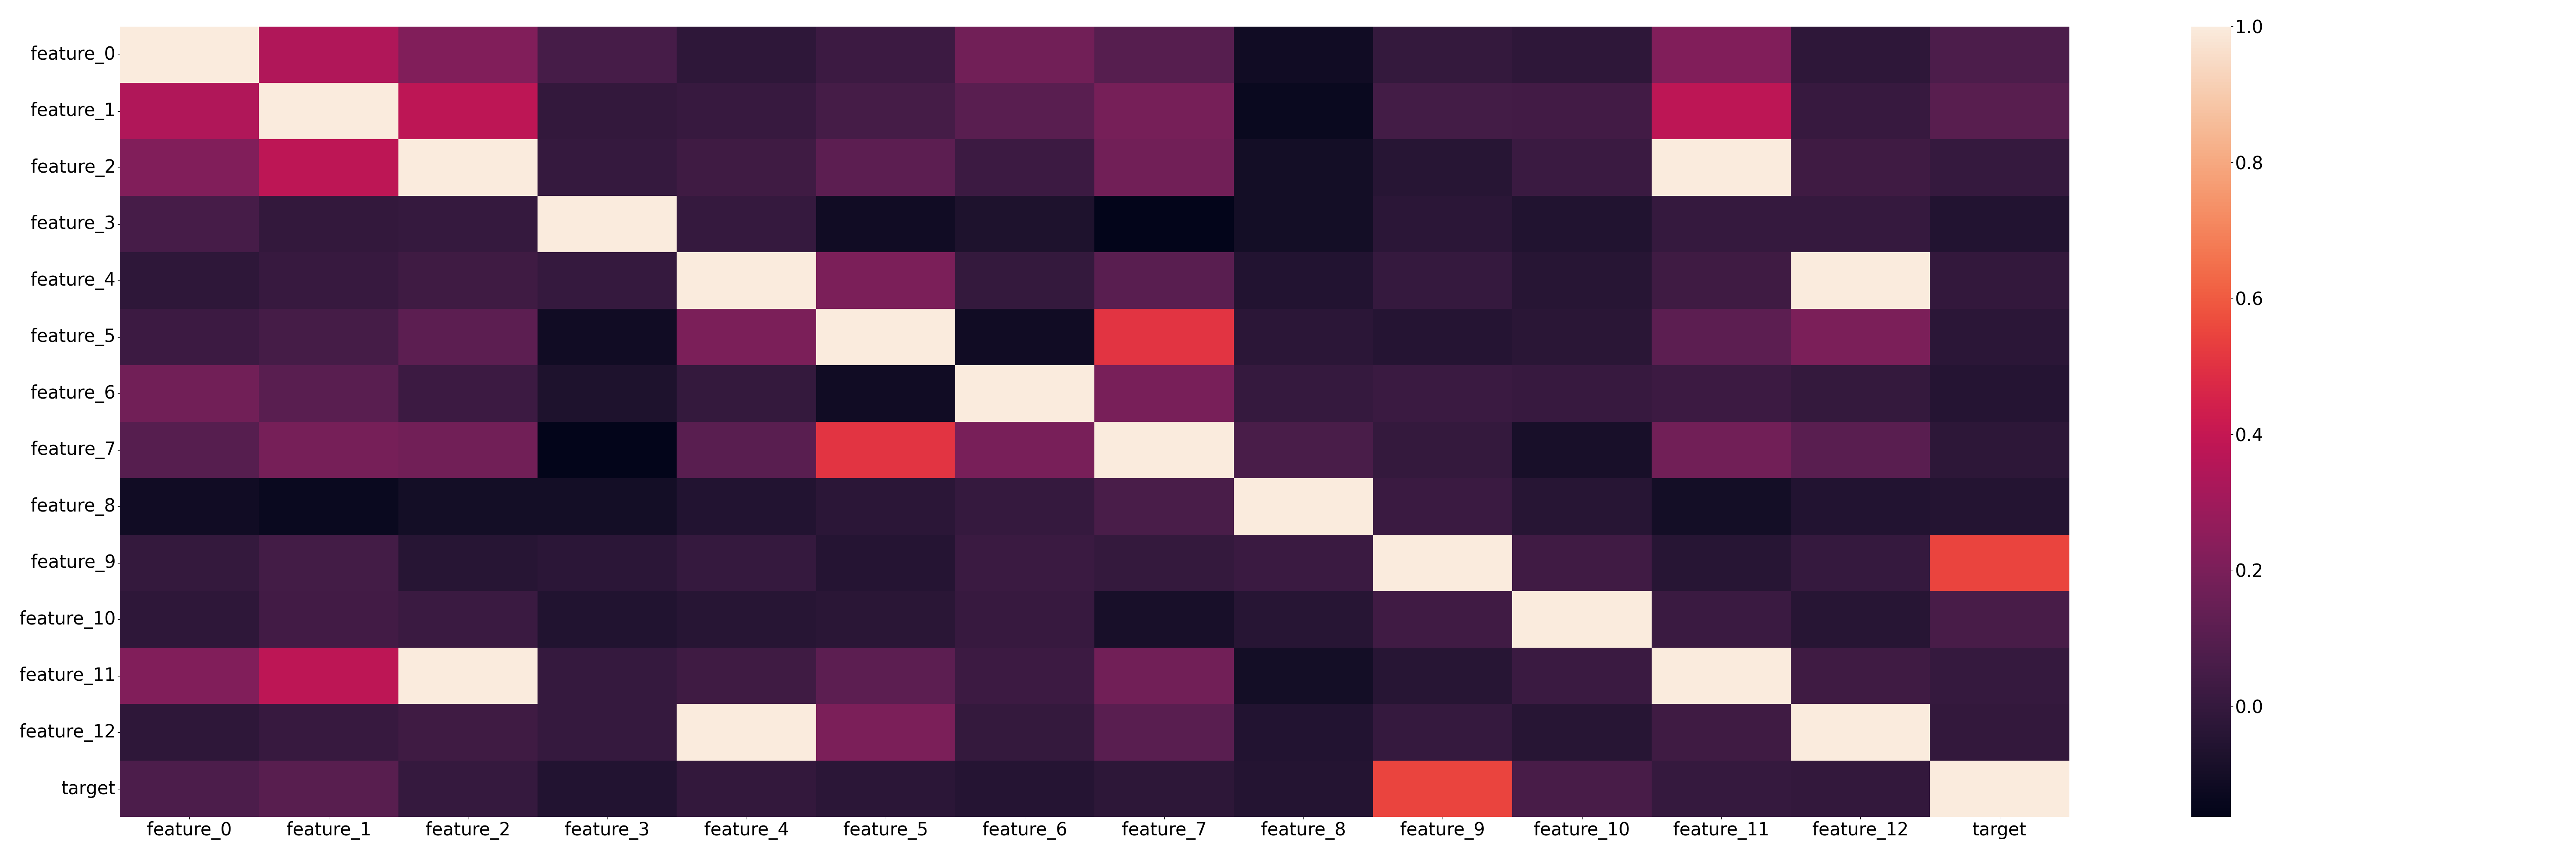 feature_0
feature_1
feature_2
feature_3
feature_4
feature_5
feature_6
feature_7
feature_8
feature_9
feature_10
feature_11
feature_12
target
feature_0 feature_1 feature_2 feature_3 feature_4 feature_5 feature_6 feature_7 feature_8 feature_9 feature_10 feature_11 feature_12 target
1.0
0.8
0.6
0.4
0.2
0.0